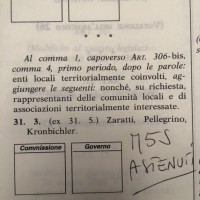 * * *
Al comma 1, capoverso ART. 306-bis,
comma 4, primo periodo, dopo le parole:
enti locali territorialmente coinvolti, ag-
giungere le seguenti: nonché, su richiesta,
rappresentanti delle comunità locali e di
associazioni territorialmente interessate.
31. 3. (ex 31. 5.) Zaratti, Pellegrino,
Kronbichler.
M5S
ASTENUTI
Commissione
Governo